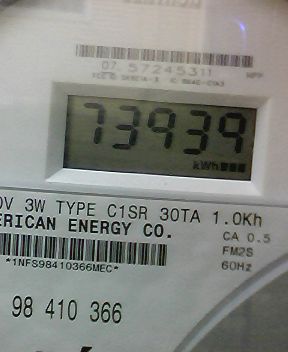 07 57245311
73939
kWh
0V 3W TYPE C1SR 30TA 1.0Kh
ERICAN ENERGY CO.
CA 0.5
FM2S
60Hz
*1NFS98410366MEC*
98 410 366